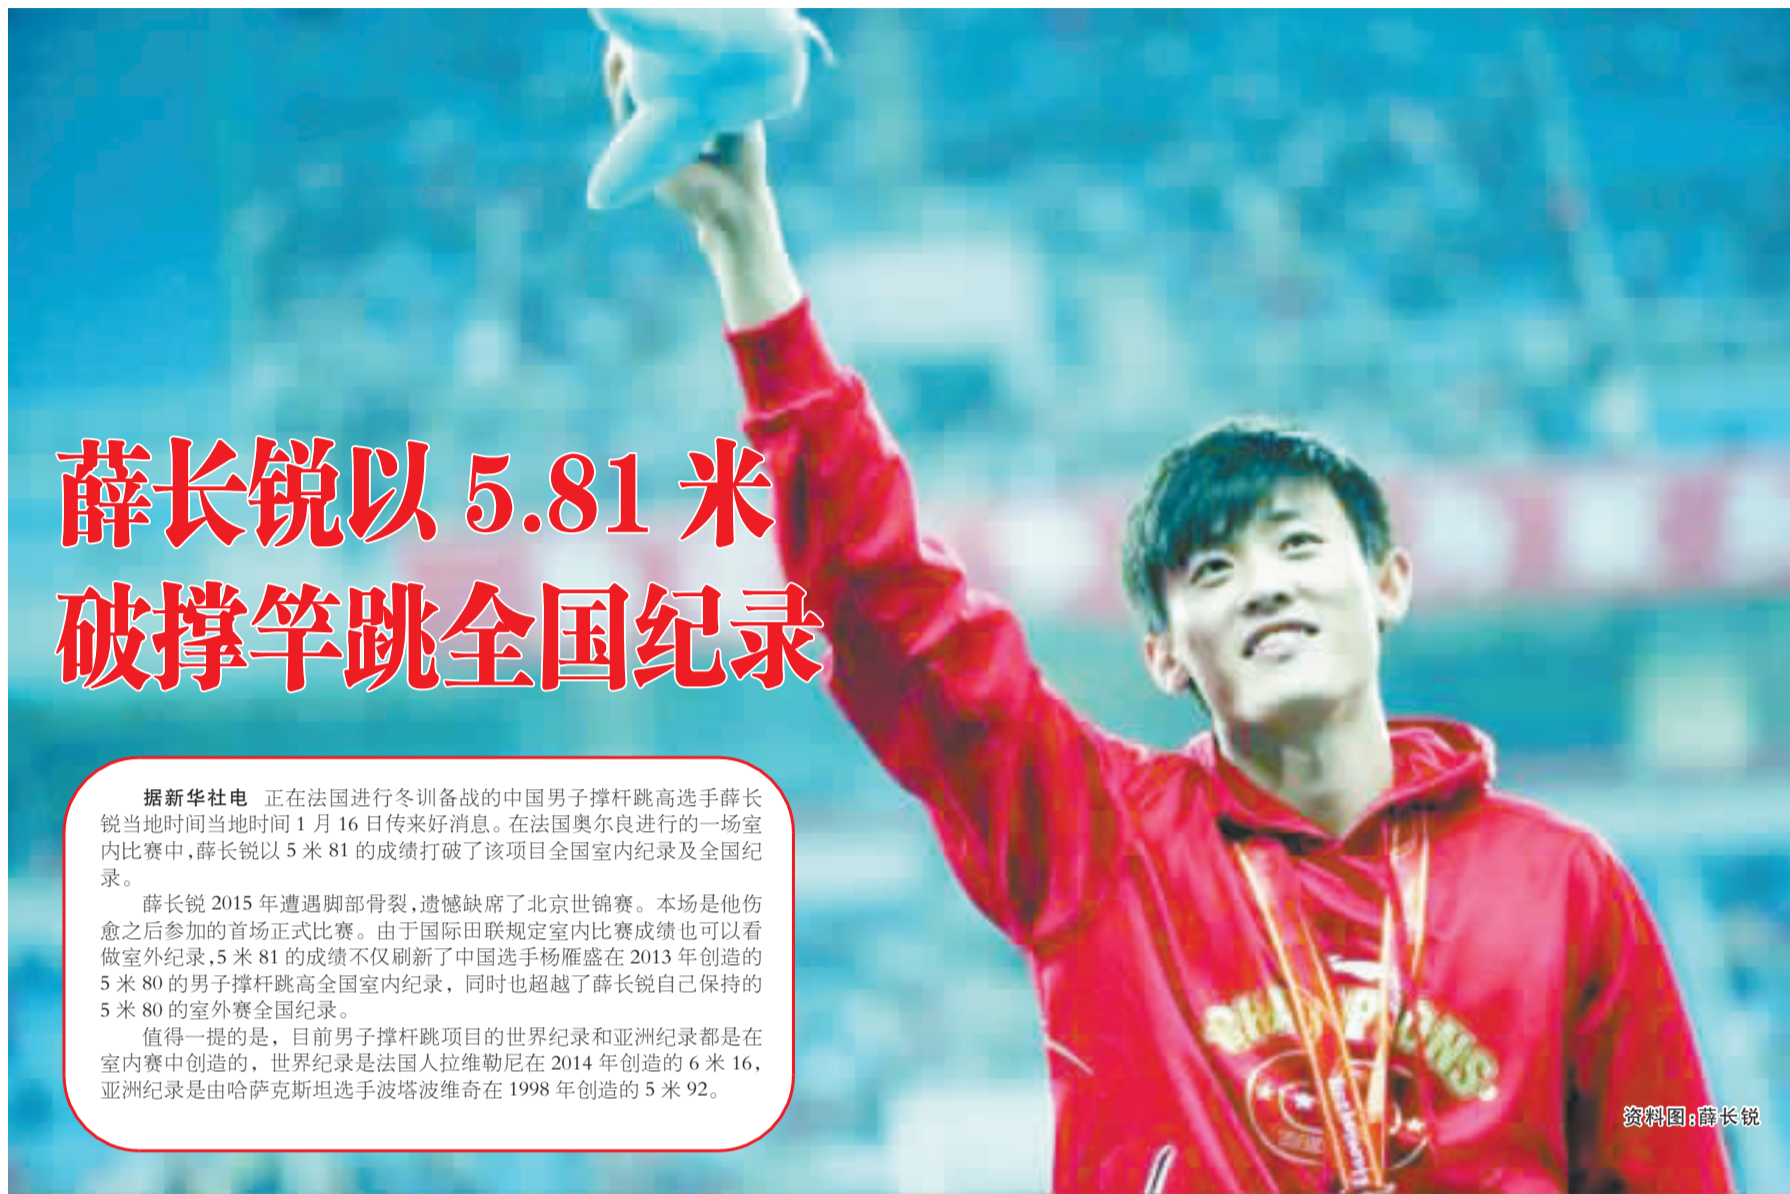 薛长锐以 5.81 米
破撑竿跳全国纪录
据新华社电 正在法国进行冬训备战的中国男子撑杆跳高选手薛长
锐当地时间当地时间 1 月 16 日传来好消息。在法国奥尔良进行的一场室
内比赛中,薛长锐以 5 米 81 的成绩打破了该项目全国室内纪录及全国纪
录。
薛长锐 2015 年遭遇脚部骨裂,遗憾缺席了北京世锦赛。本场是他伤
愈之后参加的首场正式比赛。由于国际田联规定室内比赛成绩也可以看
做室外纪录,5 米 81 的成绩不仅刷新了中国选手杨雁盛在 2013 年创造的
5 米 80 的男子撑杆跳高全国室内纪录，同时也超越了薛长锐自己保持的
5 米 80 的室外赛全国纪录。
值得一提的是，目前男子撑杆跳项目的世界纪录和亚洲纪录都是在
室内赛中创造的，世界纪录是法国人拉维勒尼在 2014 年创造的 6 米 16，
亚洲纪录是由哈萨克斯坦选手波塔波维奇在 1998 年创造的 5 米 92。
CHAMPIONS
资料图:薛长锐